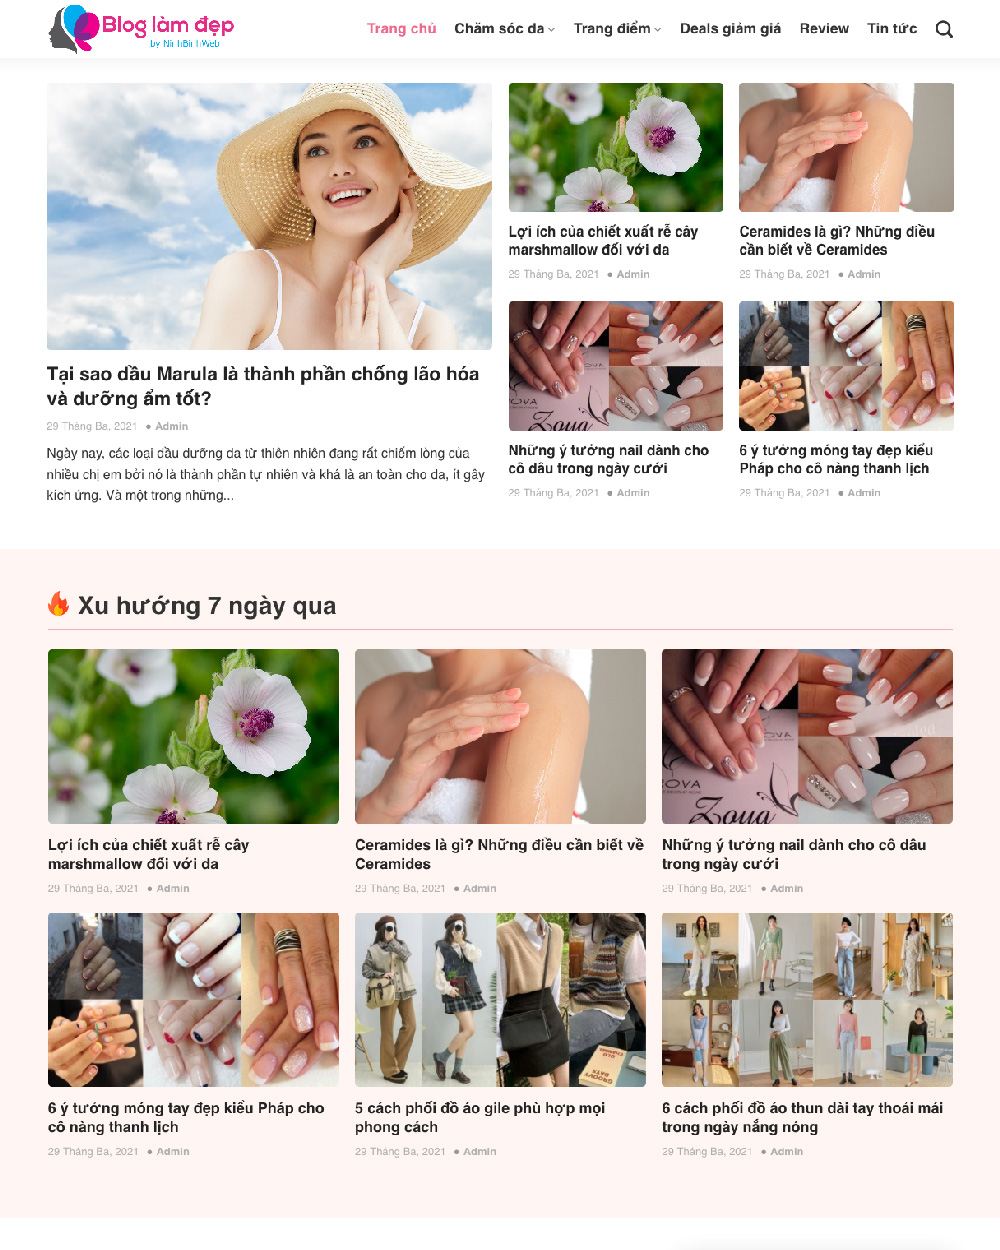 Blog làm đẹp
by NinhBinhWeb
Trang chủ
Chăm sóc da
Trang điểm
Deals giảm giá
Review
Tin tức
Tại sao dầu Marula là thành phần chống lão hóa
và dưỡng ẩm tốt?
29 Tháng Ba, 2021 ● Admin
Ngày nay, các loại dầu dưỡng da từ thiên nhiên đang rất chiếm lòng của
nhiều chị em bởi nó là thành phần tự nhiên và khá là an toàn cho da, ít gây
kích ứng. Và một trong những...
Lợi ích của chiết xuất rễ cây
marshmallow đối với da
29 Tháng Ba, 2021 ● Admin
Ceramides là gì? Những điều
cần biết về Ceramides
29 Tháng Ba, 2021 ● Admin
OVA
Zoya
Những ý tưởng nail dành cho
cô dâu trong ngày cưới
29 Tháng Ba, 2021 ● Admin
6 ý tưởng móng tay đẹp kiểu
Pháp cho cô nàng thanh lịch
29 Tháng Ba, 2021 ● Admin
Xu hướng 7 ngày qua
Lợi ích của chiết xuất rễ cây
marshmallow đối với da
29 Tháng Ba, 2021 ● Admin
Ceramides là gì? Những điều cần biết về
Ceramides
29 Tháng Ba, 2021 ● Admin
OVA
Zoya
Những ý tưởng nail dành cho cô dâu
trong ngày cưới
29 Tháng Ba, 2021 ● Admin
6 ý tưởng móng tay đẹp kiểu Pháp cho
cô nàng thanh lịch
29 Tháng Ba, 2021 ● Admin
5 cách phối đồ áo gile phù hợp mọi
phong cách
29 Tháng Ba, 2021 ● Admin
6 cách phối đồ áo thun dài tay thoải mái
trong ngày nắng nóng
29 Tháng Ba, 2021 ● Admin